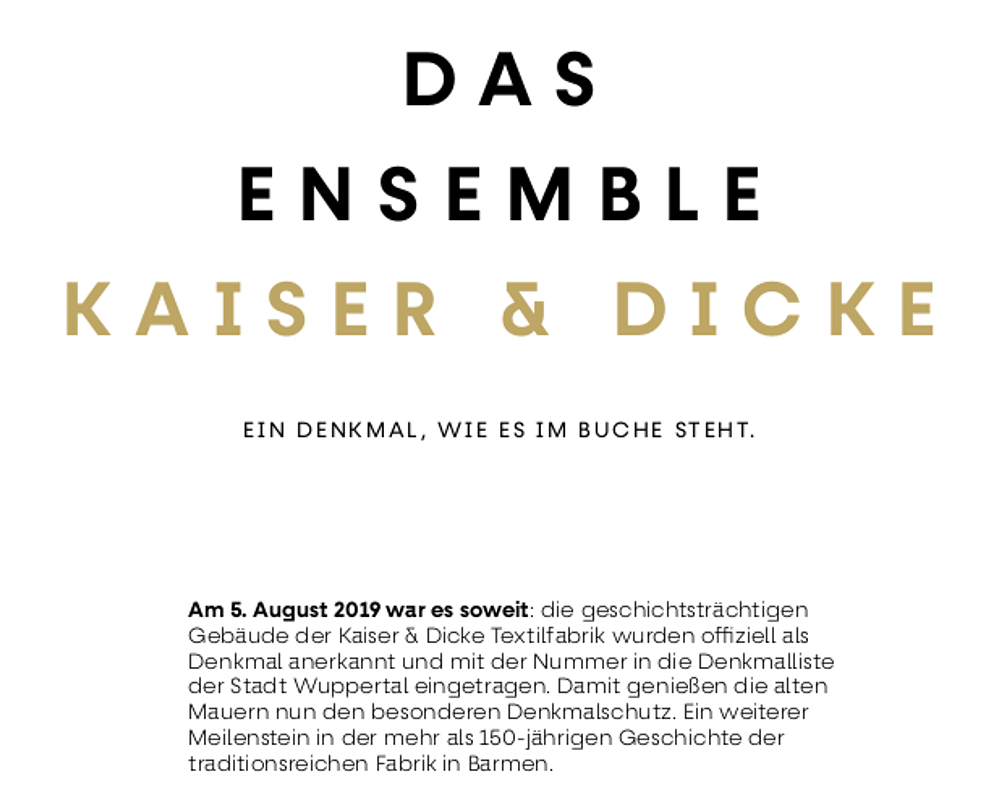 DAS
ENSEMBLE
KAISER & DICKE
EIN DENKMAL, WIE ES IM BUCHE STEHT.
Am 5. August 2019 war es soweit: die geschichtsträchtigen
Gebäude der Kaiser & Dicke Textilfabrik wurden offiziell als
Denkmal anerkannt und mit der Nummer in die Denkmalliste
der Stadt Wuppertal eingetragen. Damit genießen die alten
Mauern nun den besonderen Denkmalschutz. Ein weiterer
Meilenstein in der mehr als 150-jährigen Geschichte der
traditionsreichen Fabrik in Barmen.